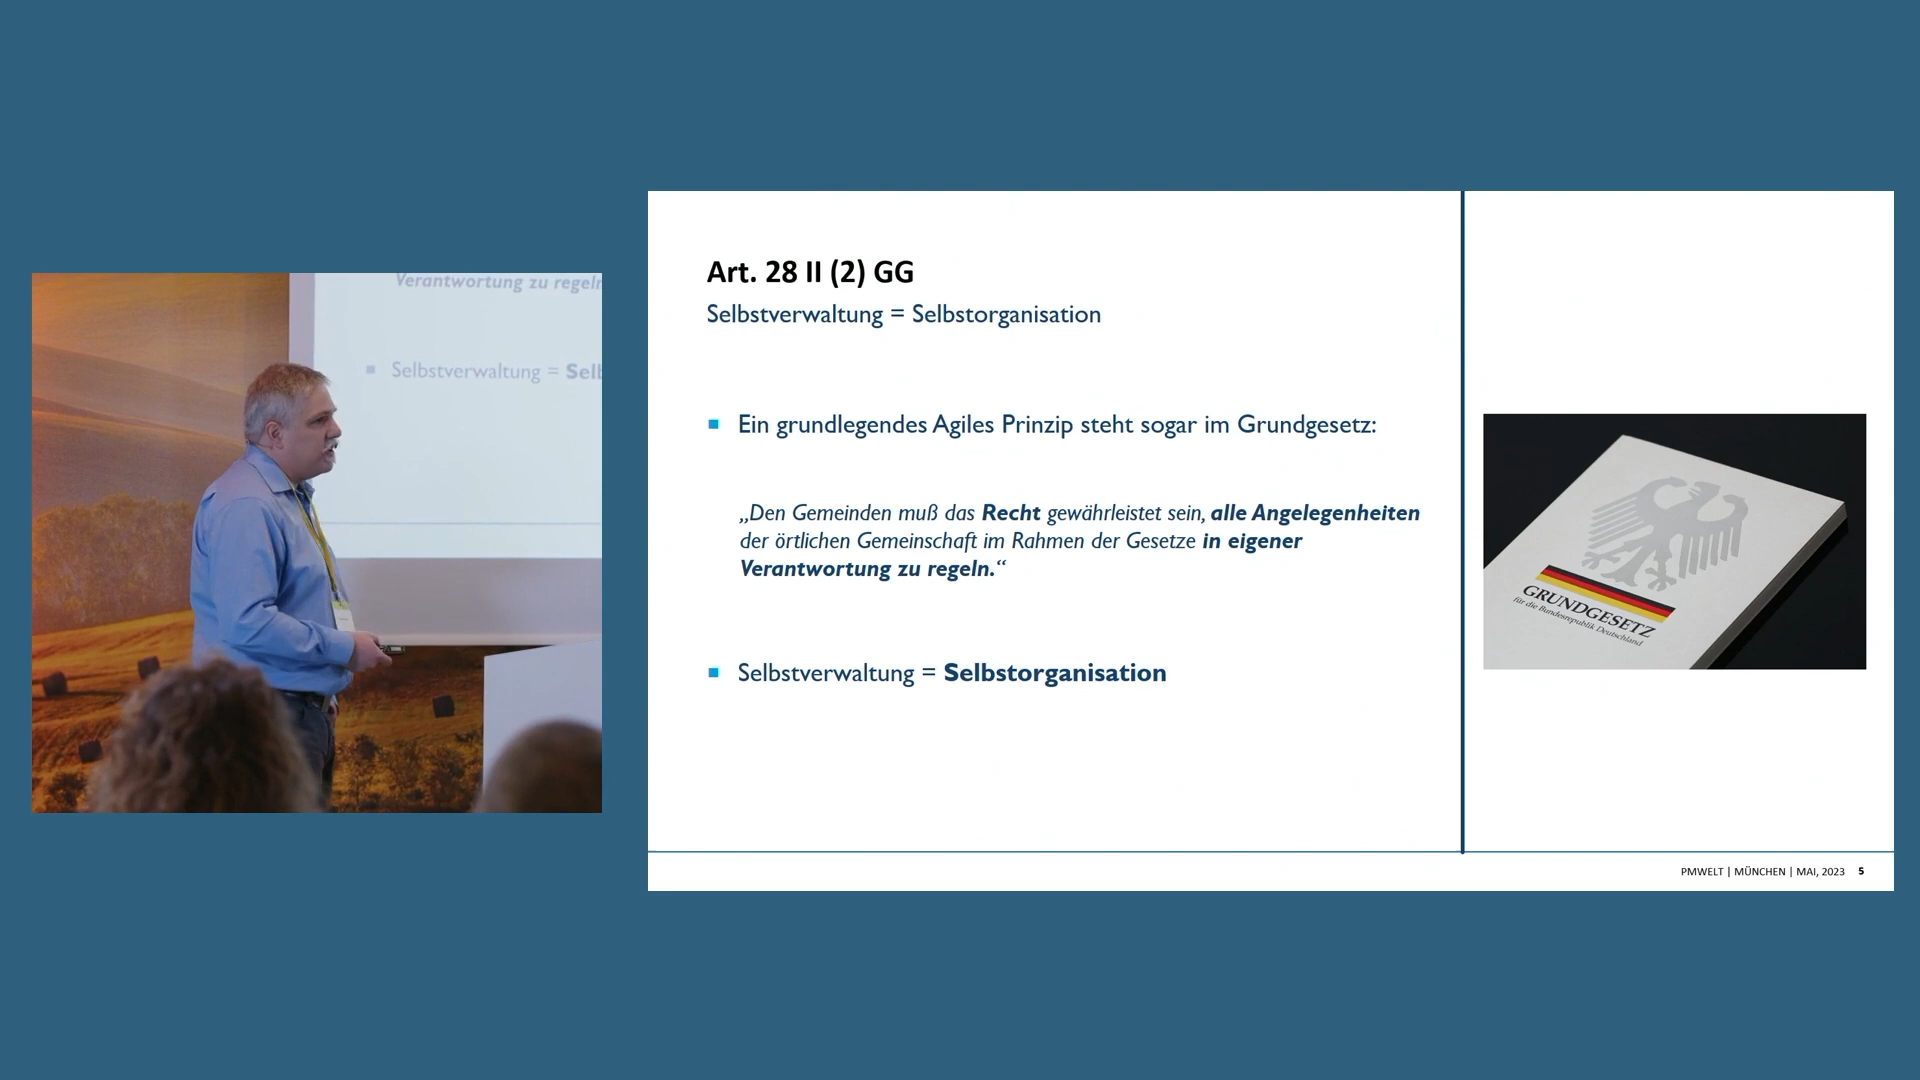 Verantwortung zu regeln
Selbstverwaltung = Selb
Art. 28 II (2) GG
Selbstverwaltung = Selbstorganisation
Ein grundlegendes Agiles Prinzip steht sogar im Grundgesetz:
„Den Gemeinden muß das Recht gewährleistet sein, alle Angelegenheiten
der örtlichen Gemeinschaft im Rahmen der Gesetze in eigener
Verantwortung zu regeln.“
Selbstverwaltung = Selbstorganisation
GRUNDGESETZ
für die Bundesrepublik Deutschland
PMWELT | MÜNCHEN | MAI, 2023 5